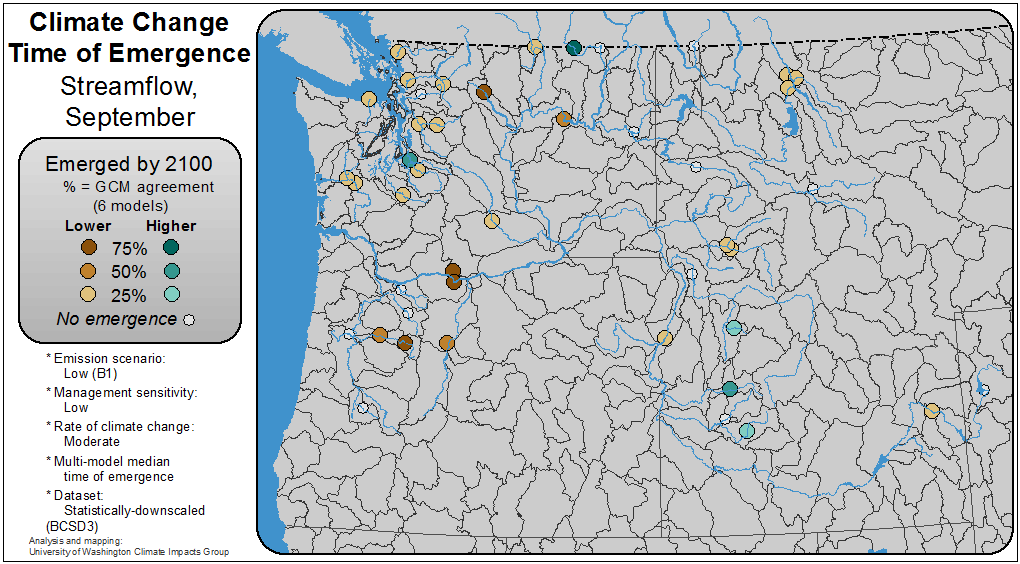 Climate Change
Time of Emergence
Streamflow,
September
Emerged by 2100
% = GCM agreement
(6 models)
Lower Higher
75%
50%
25%
No emergence
* Emission scenario:
Low (B1)
* Management sensitivity:
Low
* Rate of climate change:
Moderate
* Multi-model median
time of emergence
* Dataset:
Statistically-downscaled
(BCSD3)
Analysis and mapping:
University of Washington Climate Impacts Group